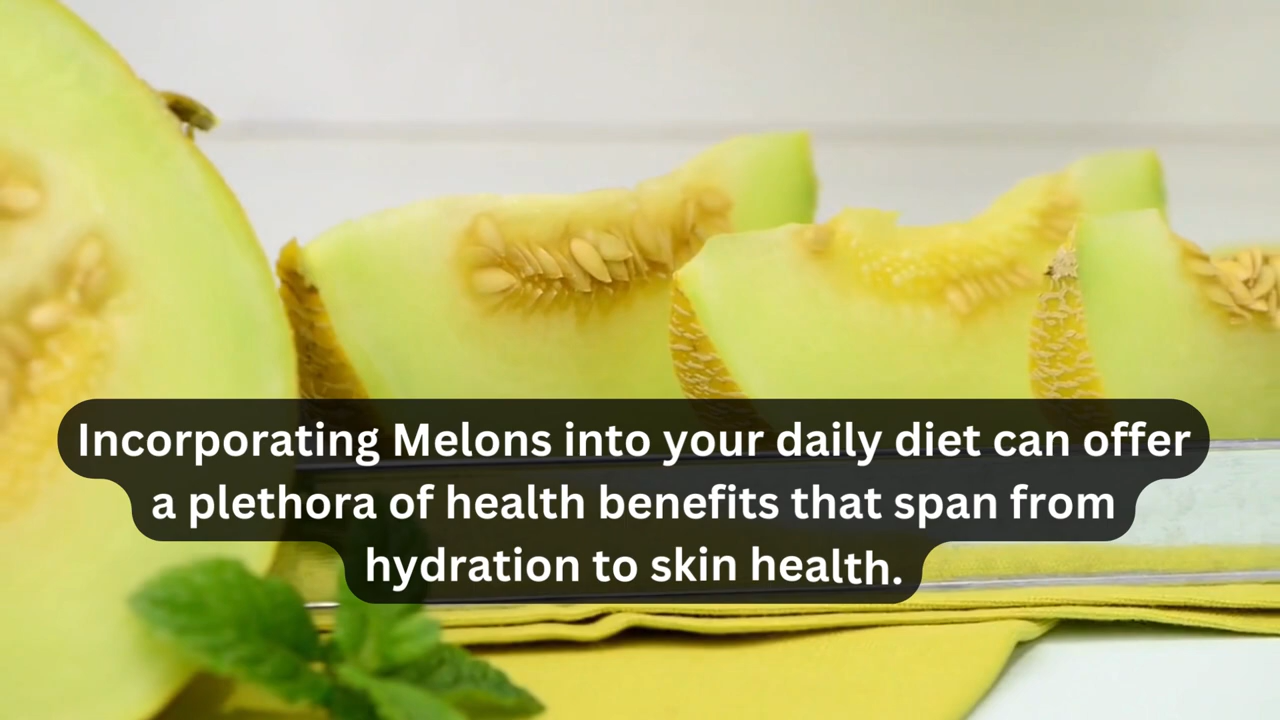 Incorporating Melons into your daily diet can offer
a plethora of health benefits that span from
hydration to skin health.